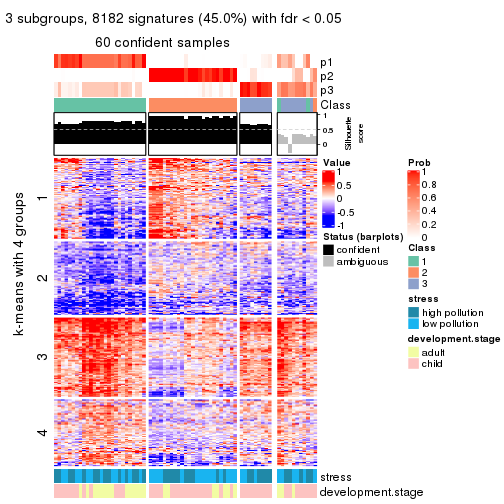 3 subgroups, 8182 signatures (45.0%) with fdr < 0.05
60 confident samples
p1
p2
p3
Class
1
0.5
0
Silhouette
score
k-means with 4 groups
1
2
3
4
Value
1
0.5
0
-0.5
-1
Status (barplots)
confident
ambiguous
Prob
1
0.8
0.6
0.4
0.2
0
Class
1
2
3
stress
high pollution
low pollution
development.stage
adult
child
stress
development.stage